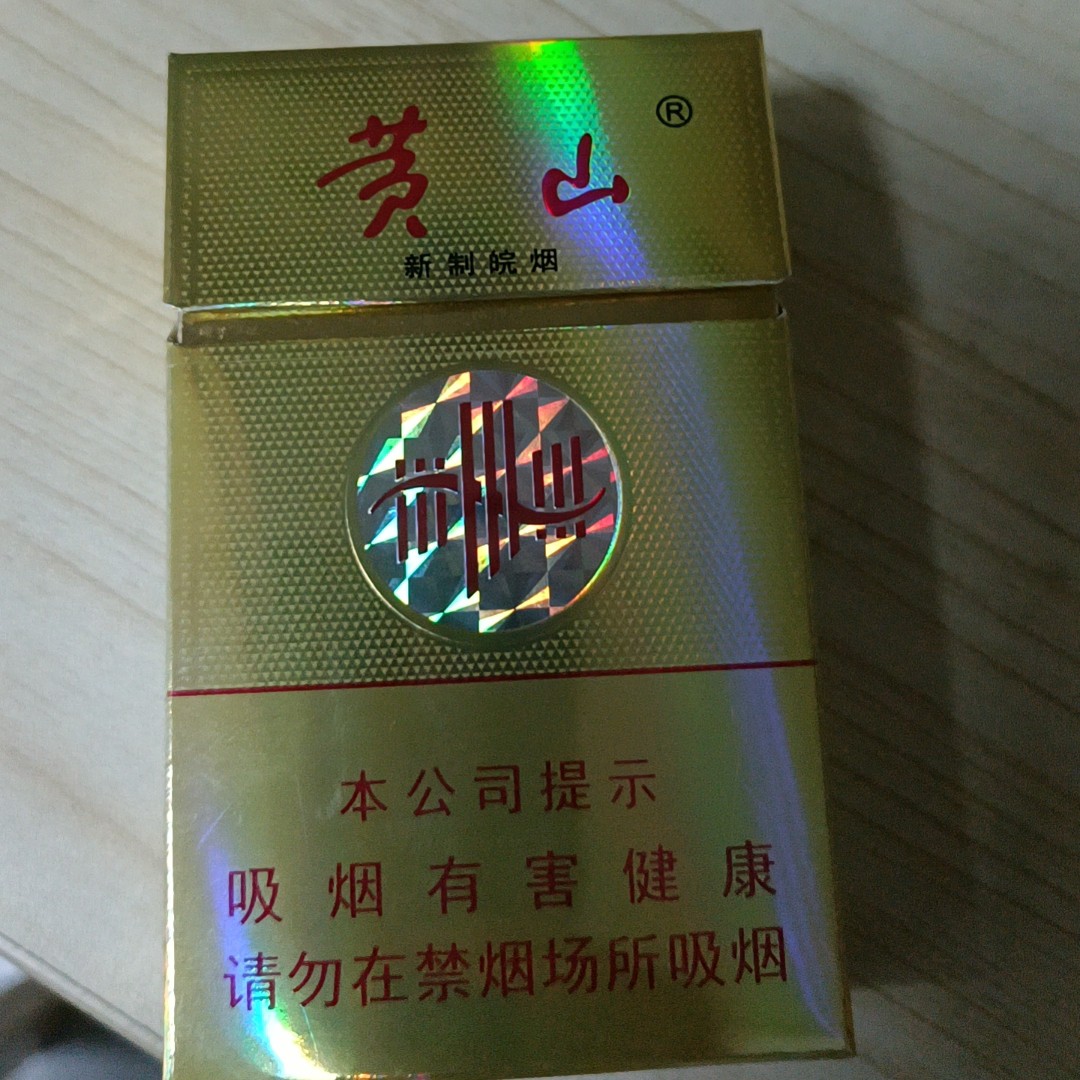 黄山®
新制皖烟
本公司提示
吸烟有害健康
请勿在禁烟场所吸烟